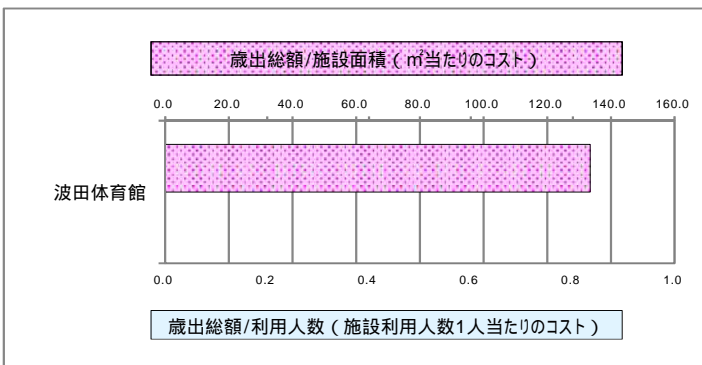 歳出総額/施設面積（㎡当たりのコスト）
0.0 20.0 40.0 60.0 80.0 100.0 120.0 140.0 160.0
波田体育館
0.0 0.2 0.4 0.6 0.8 1.0
歳出総額/利用人数（施設利用人数1人当たりのコスト）